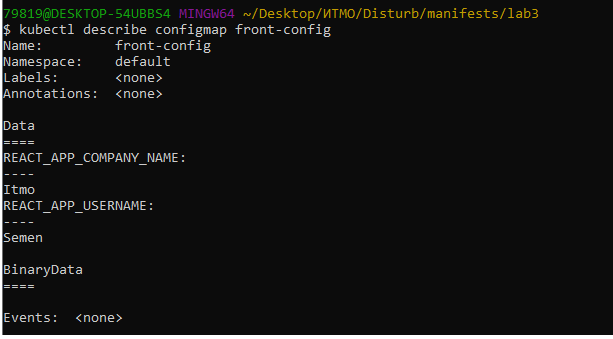 79819@DESKTOP-54UBBS4 MINGW64 ~/Desktop/ИТМО/Disturb/manifests/lab3
$ kubectl describe configmap front-config
Name:         front-config
Namespace:    default
Labels:       <none>
Annotations:  <none>

Data
====
REACT_APP_COMPANY_NAME:
----
Itmo
REACT_APP_USERNAME:
----
Semen

BinaryData
====

Events:  <none>